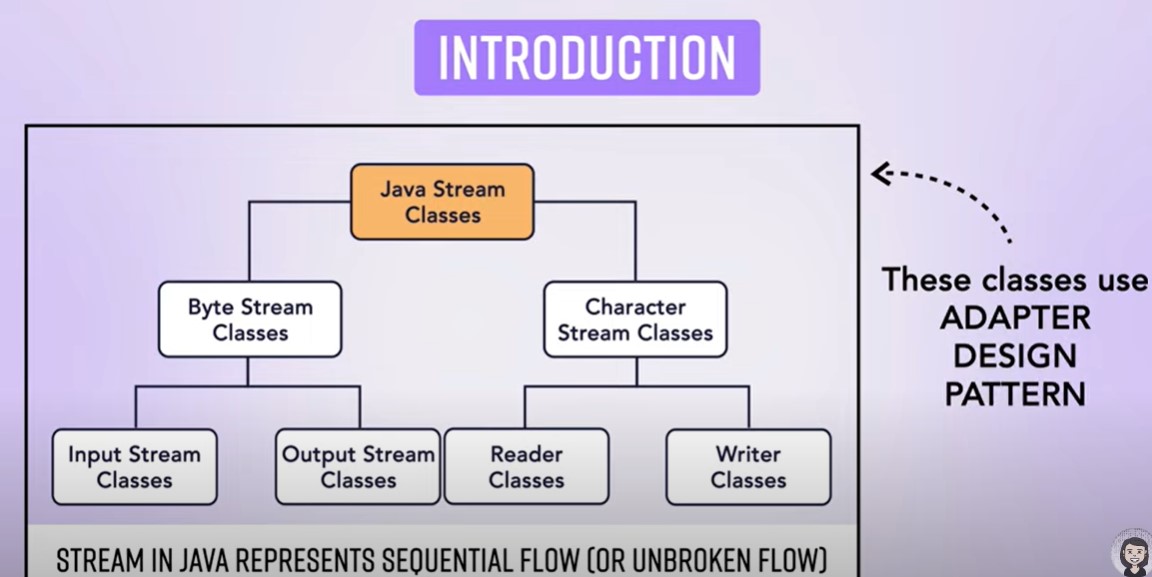 INTRODUCTION
Java Stream
Classes
Byte Stream
Classes
Character
Stream Classes
Input Stream
Classes
Output Stream
Classes
Reader
Classes
Writer
Classes
These classes use
ADAPTER
DESIGN
PATTERN
STREAM IN JAVA REPRESENTS SEQUENTIAL FLOW (OR UNBROKEN FLOW)